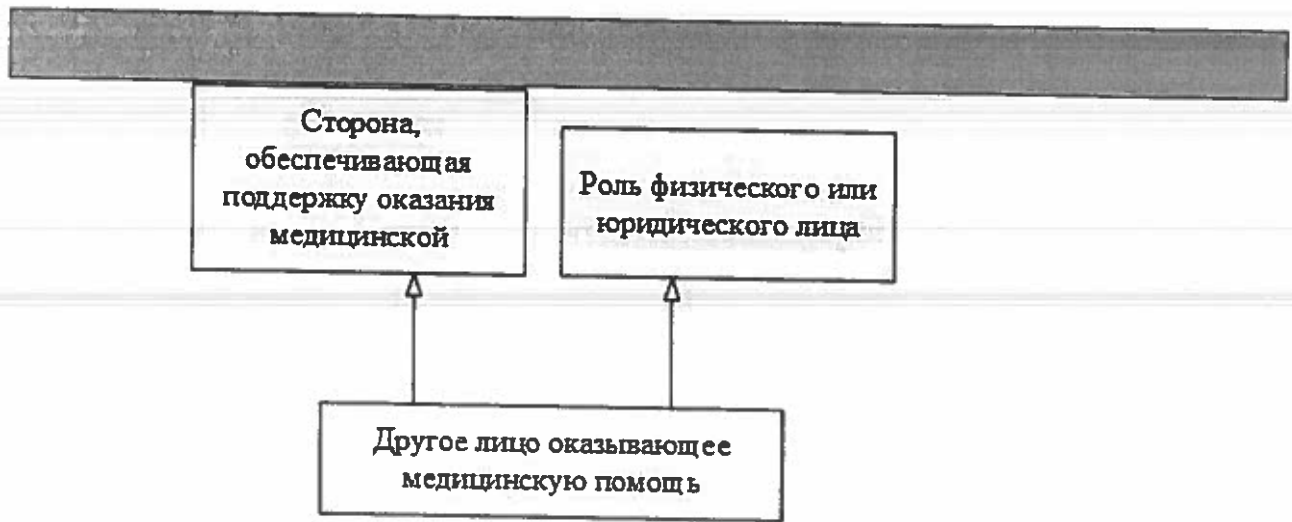 Сторона,
обеспечивающая
поддержку оказания
медицинской
Роль физического или
юридического лица
Другое лицо оказывающее
медицинскую помощь